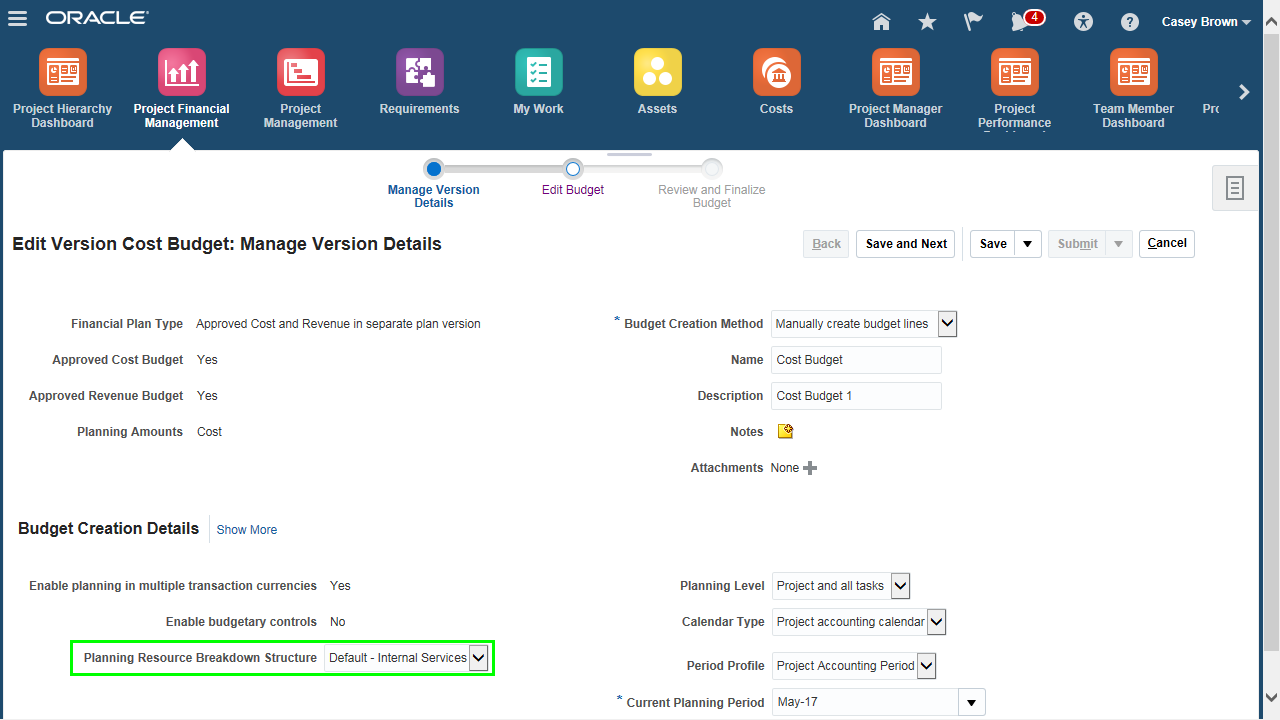 ORACLE
4
Casey Brown
Project Hierarchy
Dashboard
Project Financial
Management
Project
Management
Requirements
My Work
Assets
Costs
Project Manager
Dashboard
Project
Performance
Team Member
Dashboard
Manage Version
Details
Edit Budget
Review and Finalize
Budget
Edit Version Cost Budget: Manage Version Details
Back
Save and Next
Save
Submit
Cancel
Financial Plan Type Approved Cost and Revenue in separate plan version
Approved Cost Budget Yes
Approved Revenue Budget Yes
Planning Amounts Cost
* Budget Creation Method Manually create budget lines
Name Cost Budget
Description Cost Budget 1
Notes
Attachments None
Budget Creation Details Show More
Enable planning in multiple transaction currencies Yes
Enable budgetary controls No
Planning Resource Breakdown Structure Default - Internal Services
Planning Level Project and all tasks
Calendar Type Project accounting calendar
Period Profile Project Accounting Period
* Current Planning Period May-17